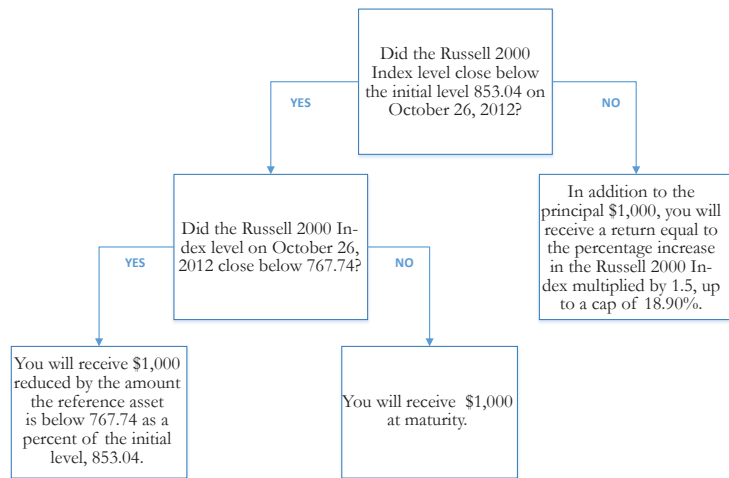 Did the Russell 2000
Index level close below
the initial level 853.04 on
October 26, 2012?
YES
NO
Did the Russell 2000 In-
dex level on October 26,
2012 close below 767.74?
In addition to the
principal $1,000, you will
receive a return equal to
the percentage increase
in the Russell 2000 In-
dex multiplied by 1.5, up
to a cap of 18.90%.
YES
NO
You will receive $1,000
reduced by the amount
the reference asset
is below 767.74 as a
percent of the initial
level, 853.04.
You will receive $1,000
at maturity.